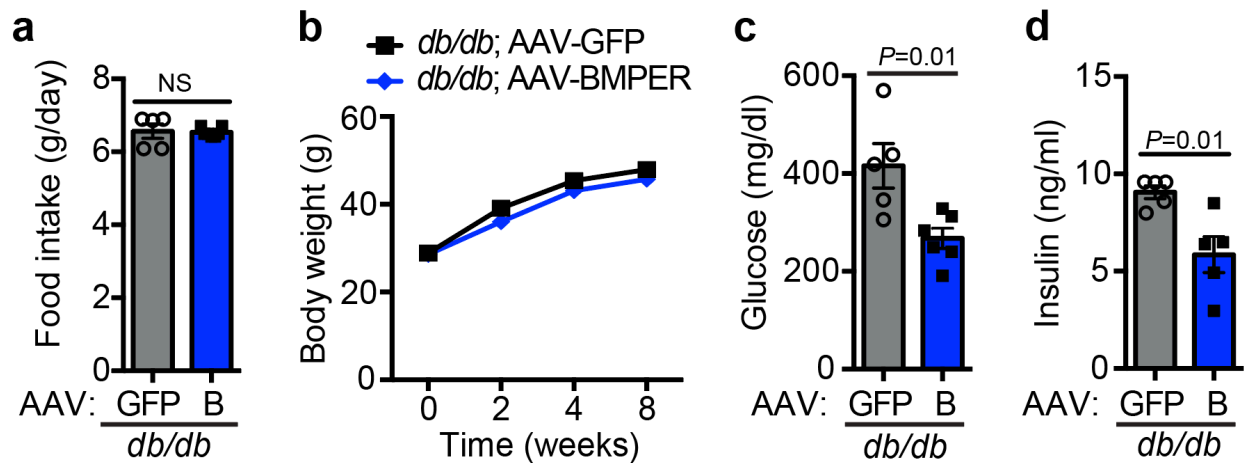 a
Food intake (g/day)
8
6
4
2
0
NS
AAV: GFP B
db/db
b
db/db; AAV-GFP
db/db; AAV-BMPER
Body weight (g)
60
40
20
0
0 2 4 8
Time (weeks)
c
Glucose (mg/dl)
600
400
200
0
P=0.01
AAV: GFP B
db/db
d
Insulin (ng/ml)
15
10
5
0
P=0.01
AAV: GFP B
db/db